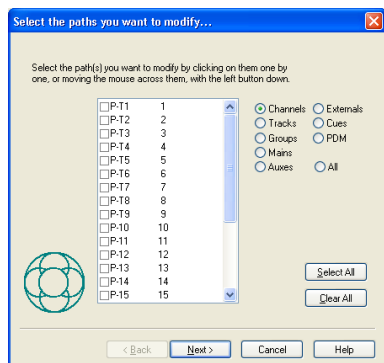 Select the paths you want to modify...
Select the path(s) you want to modify by clicking on them one by
one, or moving the mouse across them, with the left button down.
P-T1 1
P-T2 2
P-T3 3
P-T4 4
P-T5 5
P-T6 6
P-T7 7
P-T8 8
P-T9 9
P-10 10
P-11 11
P-12 12
P-13 13
P-14 14
P-15 15
Channels Externals
Tracks Cues
Groups PDM
Mains
Auxes All
Select All
Clear All
< Back Next > Cancel Help